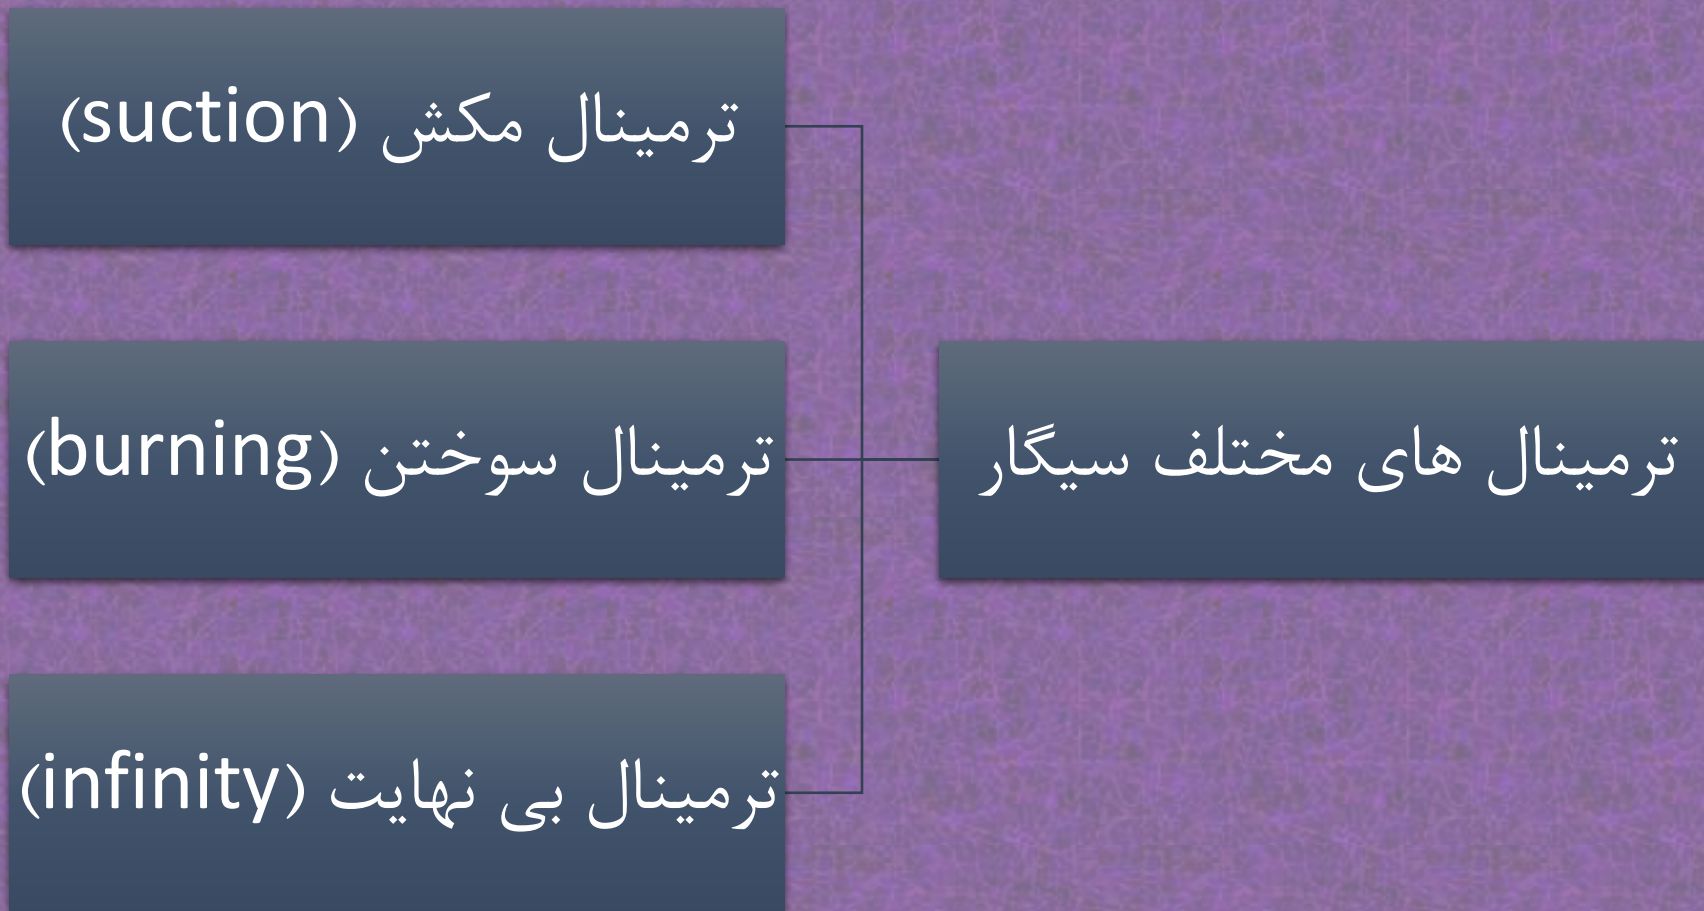 ترمینال های مختلف سیگار
ترمینال مکش (suction)
ترمینال سوختن (burning)
ترمینال بی نهایت (infinity)